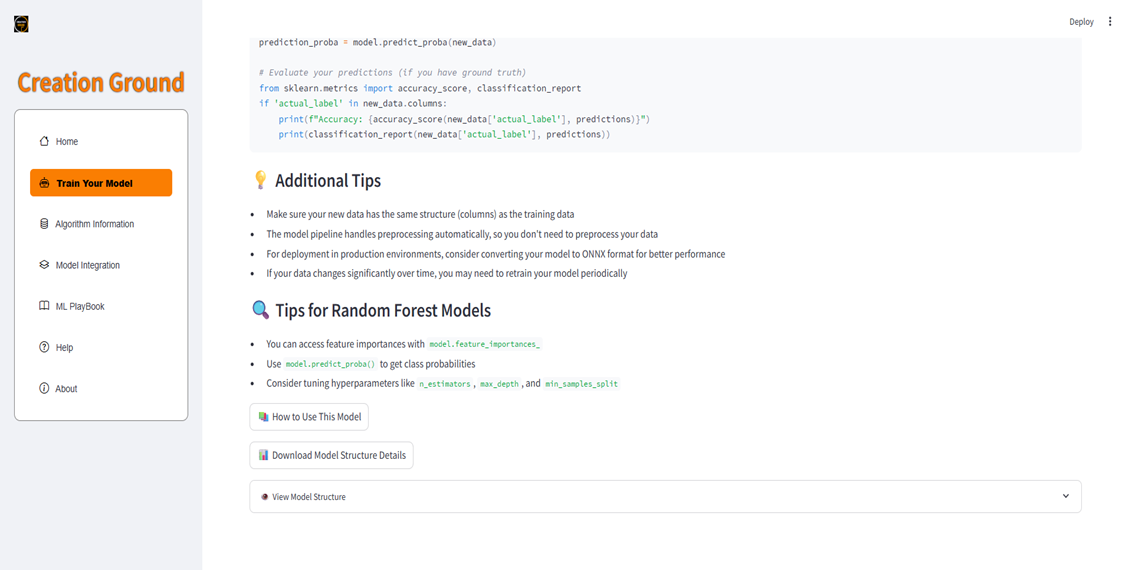 Deploy
Creation Ground
Home
Train Your Model
Algorithm Information
Model Integration
ML PlayBook
Help
About
prediction_proba = model.predict_proba(new_data)
# Evaluate your predictions (if you have ground truth)
from sklearn.metrics import accuracy_score, classification_report
if 'actual_label' in new_data.columns:
print(f"Accuracy: {accuracy_score(new_data['actual_label'], predictions)}")
print(classification_report(new_data['actual_label'], predictions))
Additional Tips
• Make sure your new data has the same structure (columns) as the training data
• The model pipeline handles preprocessing automatically, so you don't need to preprocess your data
• For deployment in production environments, consider converting your model to ONNX format for better performance
• If your data changes significantly over time, you may need to retrain your model periodically
Tips for Random Forest Models
• You can access feature importances with model.feature_importances_
• Use model.predict_proba() to get class probabilities
• Consider tuning hyperparameters like n_estimators, max_depth, and min_samples_split
How to Use This Model
Download Model Structure Details
View Model Structure